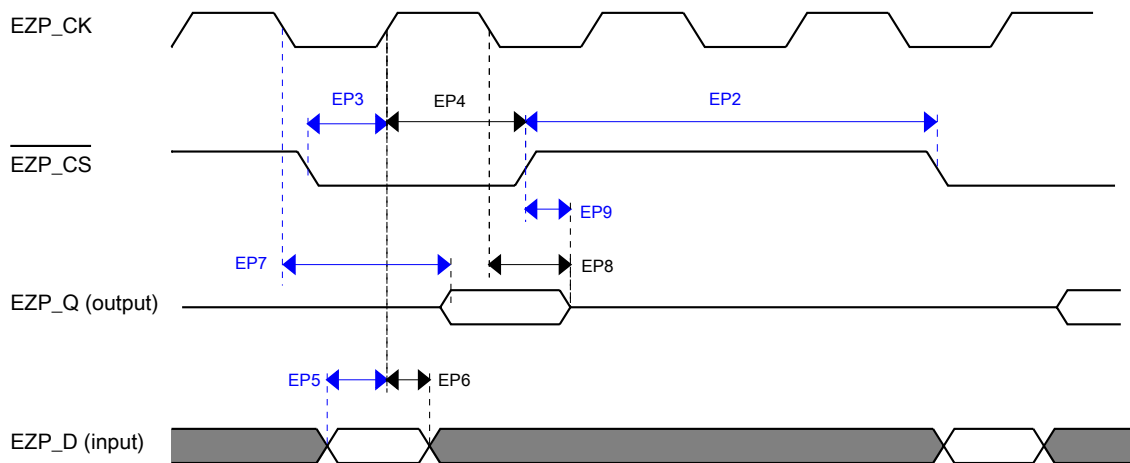 EZP_CK
EP3
EP4
EP2
EZP_CS
EP9
EP7
EP8
EZP_Q (output)
EP5
EP6
EZP_D (input)